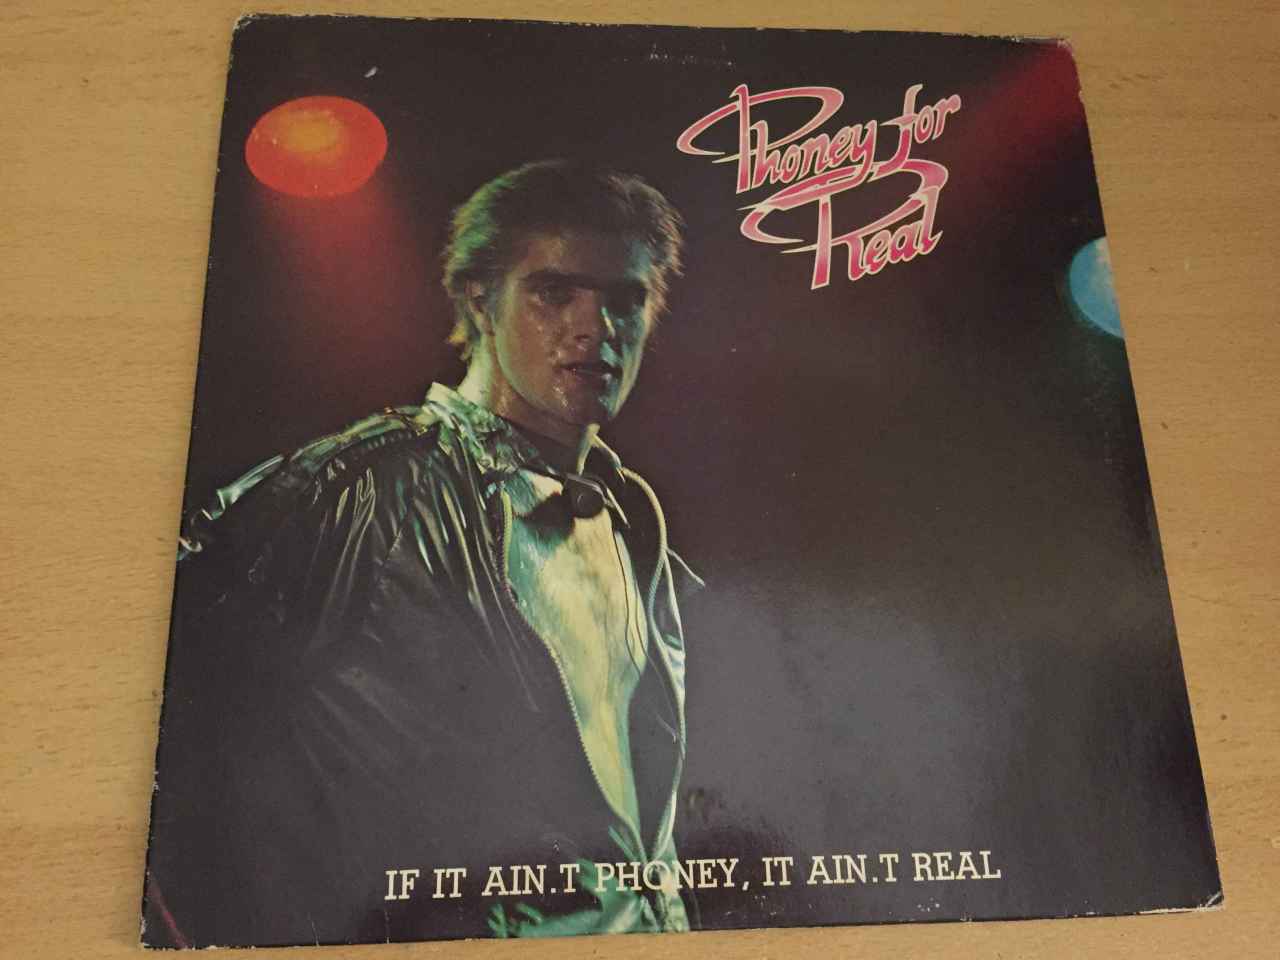 Phoney for
Real
IF IT AIN.T PHONEY, IT AIN.T REAL